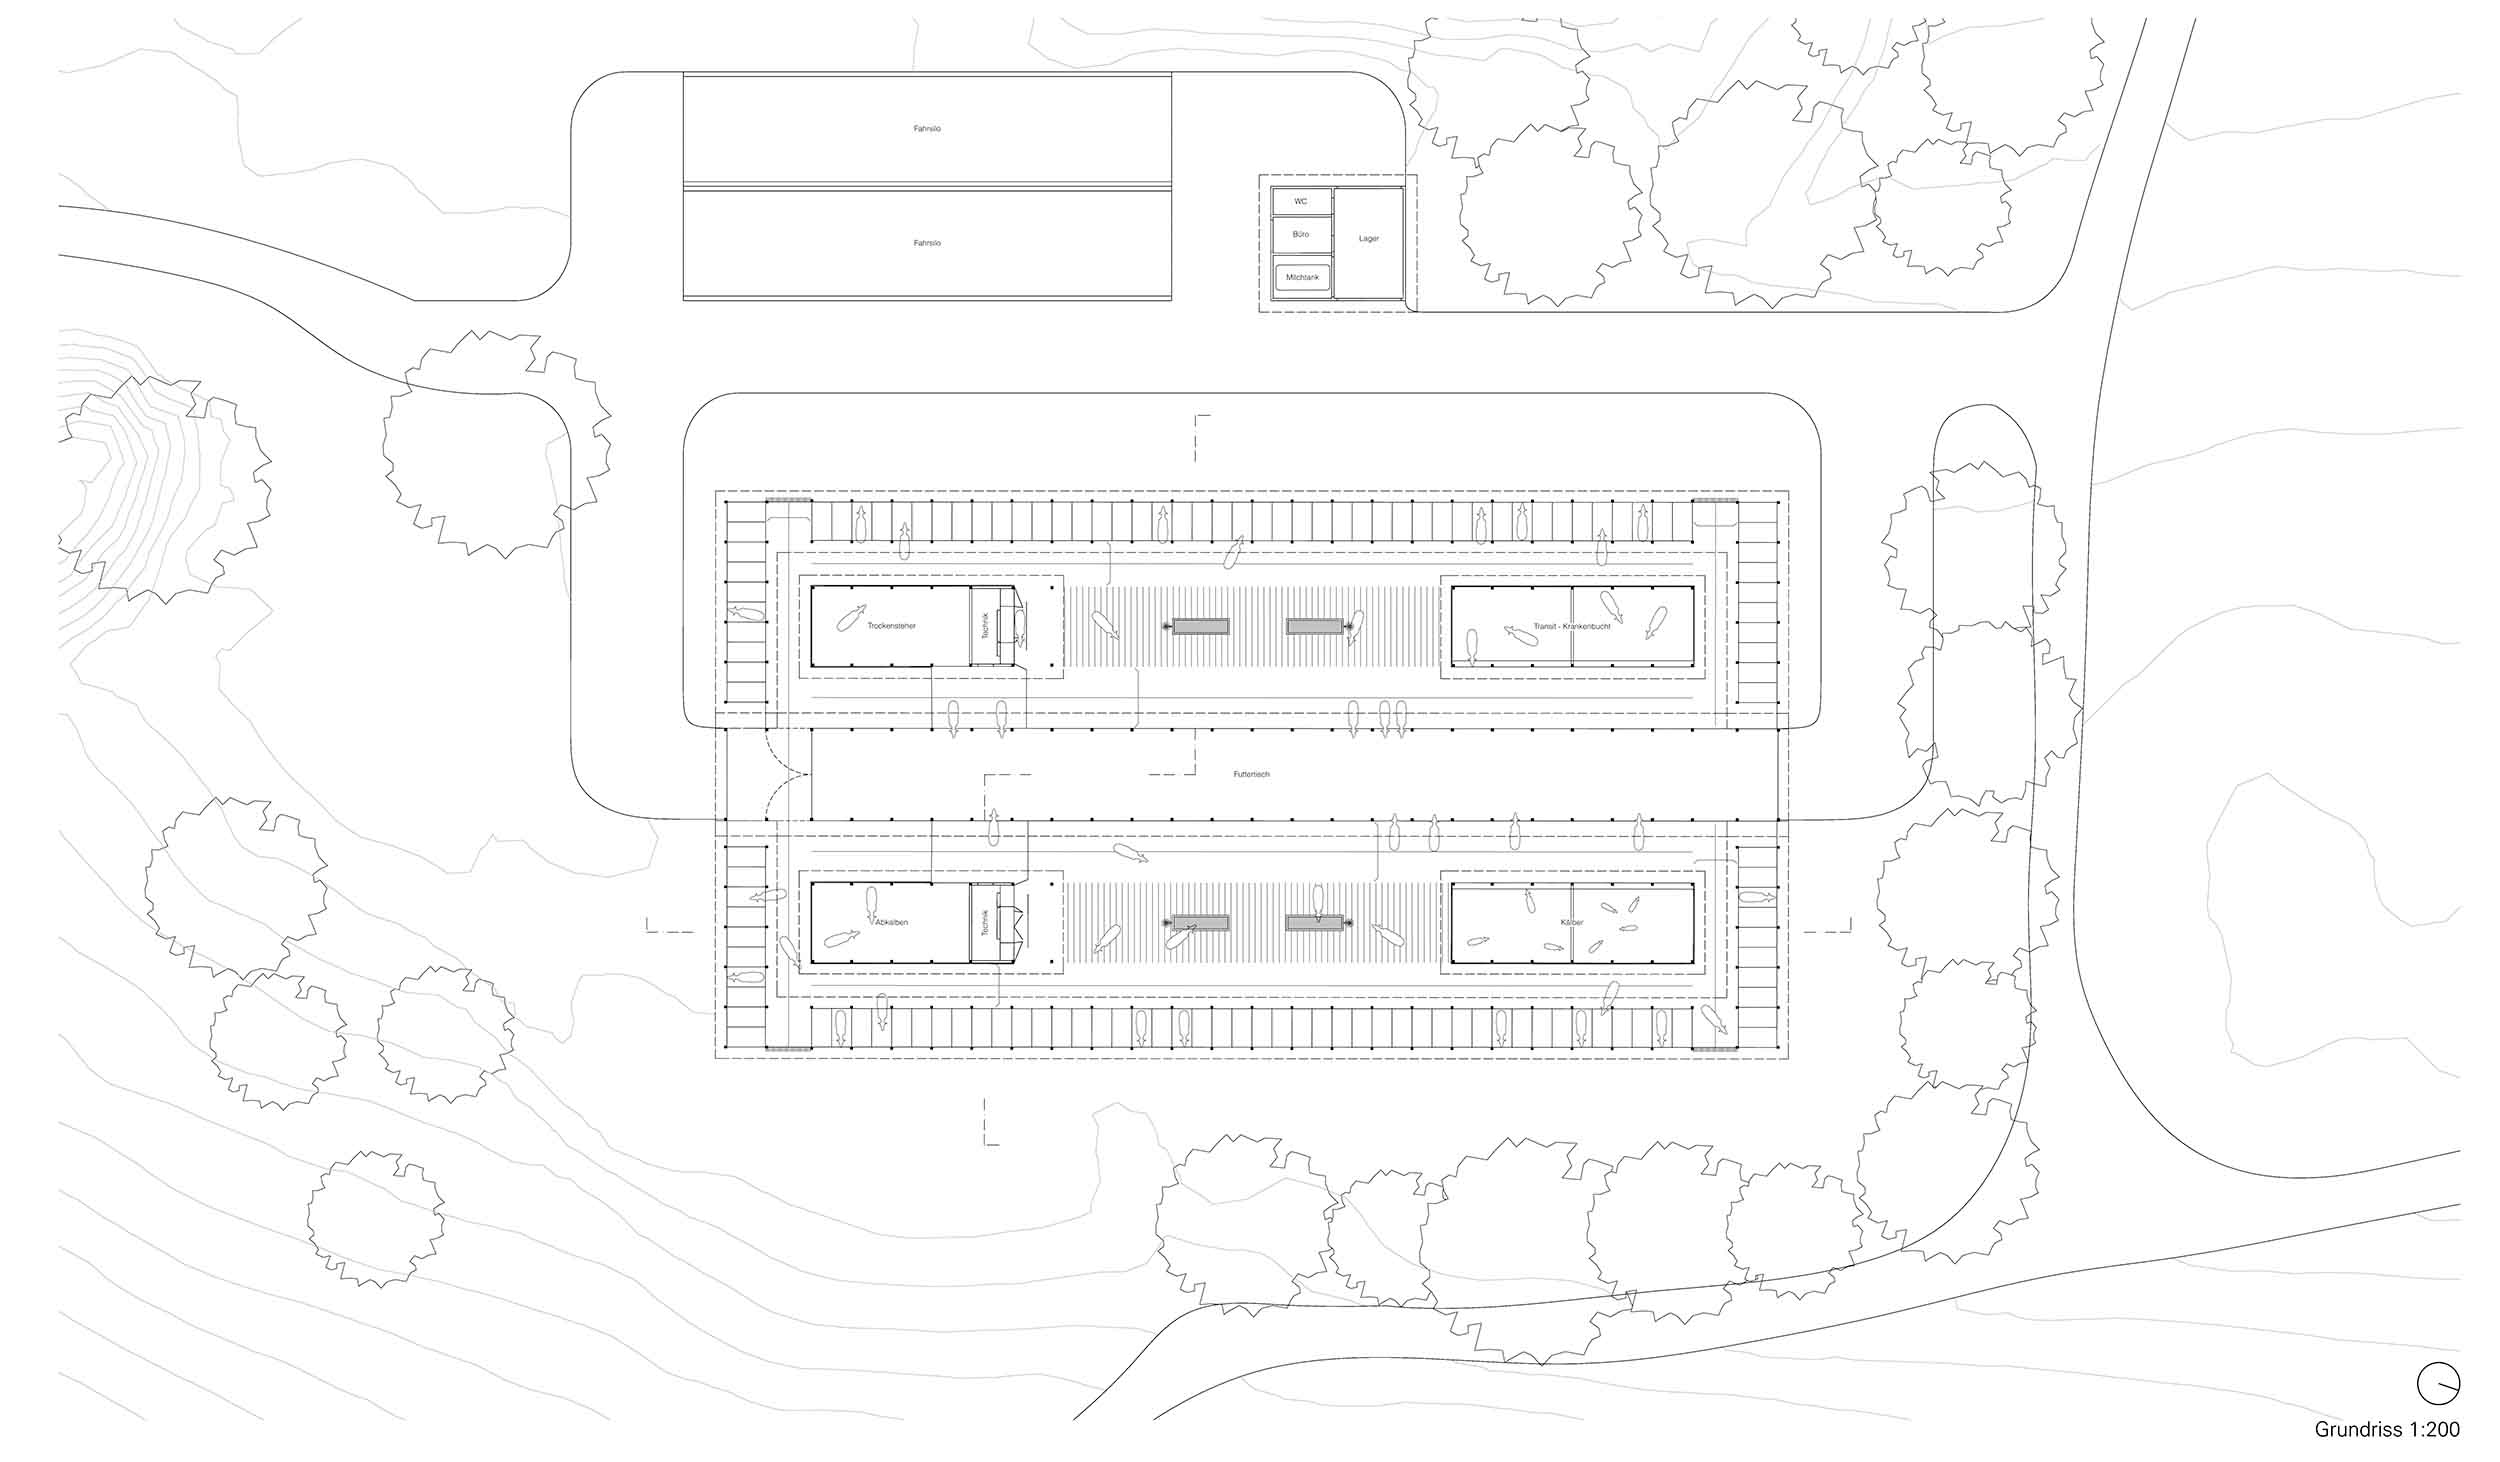 Fahrsilo
WC
Büro
Lager
Fahrsilo
Milchtank
Trockensteher
Technik
Transit - Krankenbucht
Futtertisch
Abkalben
Technik
Kälber
Grundriss 1:200